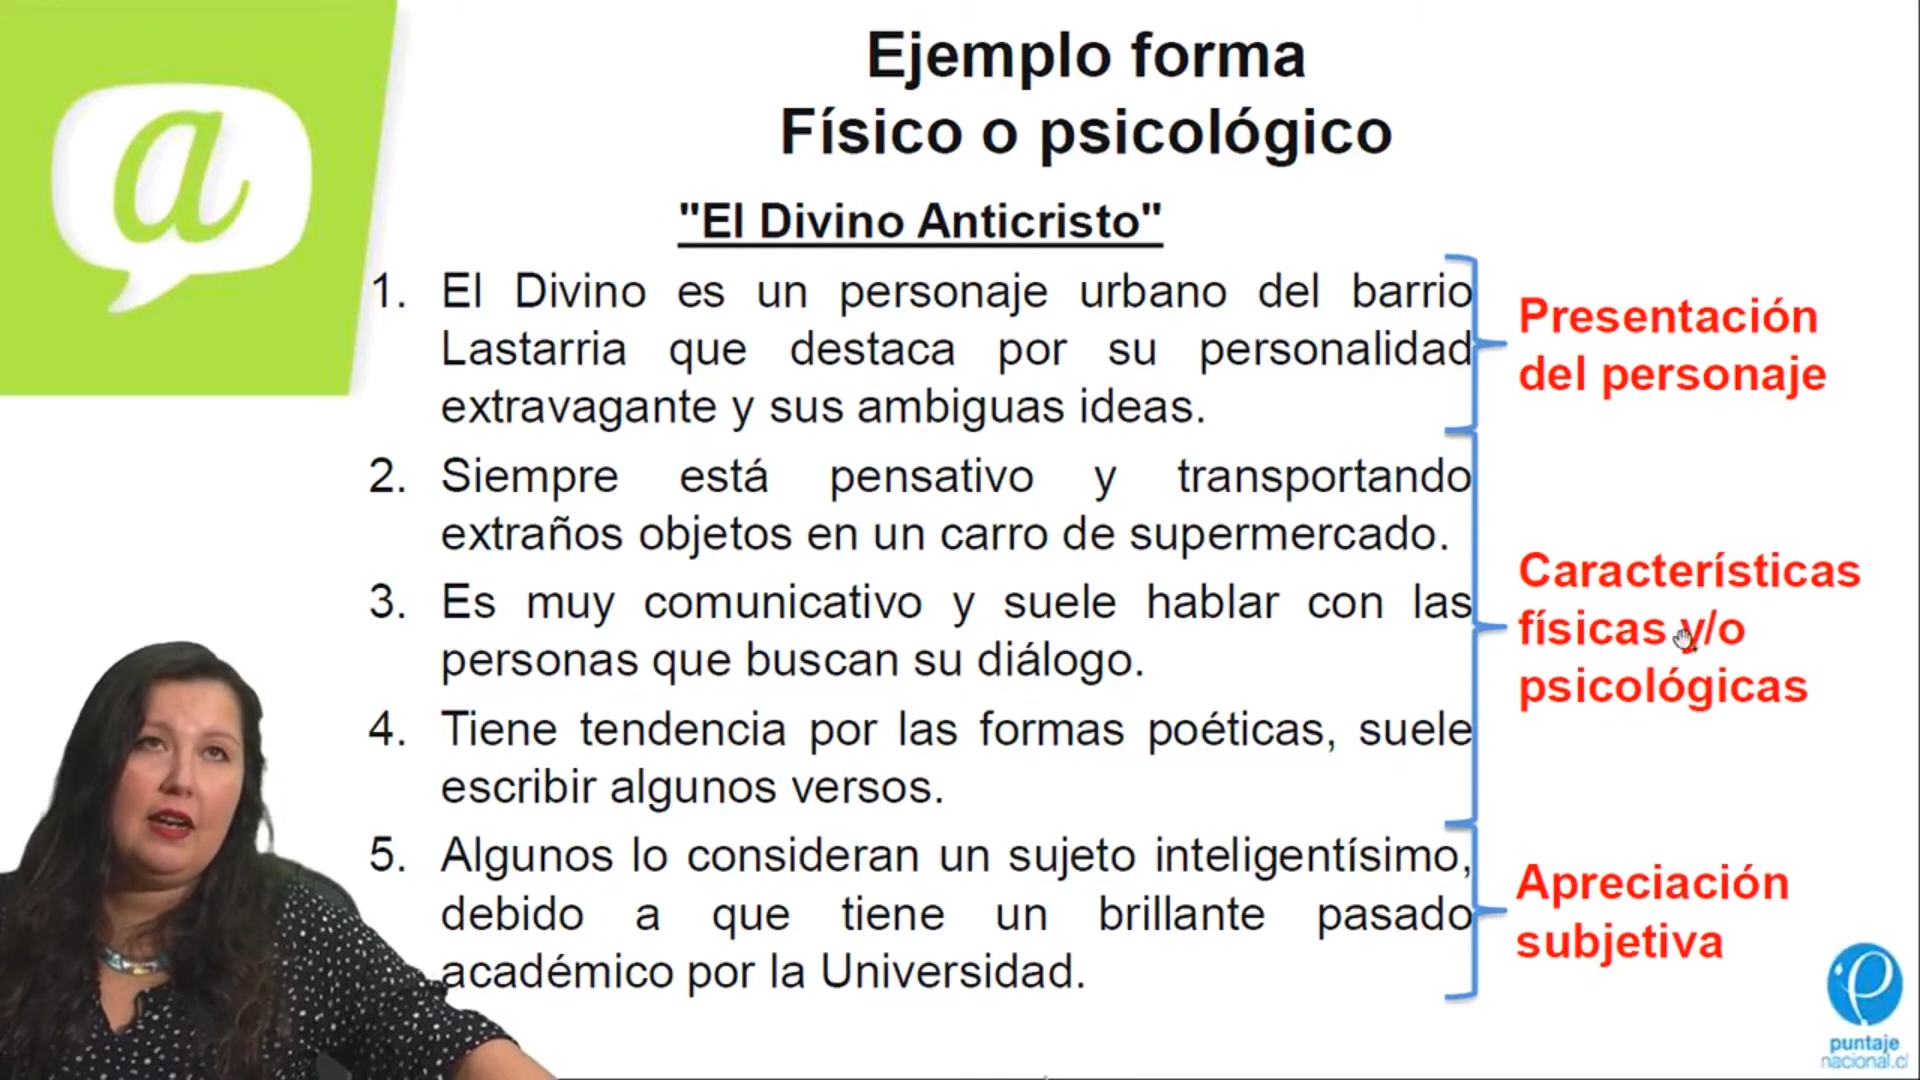 a
Ejemplo forma
Físico o psicológico
"El Divino Anticristo"
1. El Divino es un personaje urbano del barrio
Lastarria que destaca por su personalidad
extravagante y sus ambiguas ideas.
2. Siempre está pensativo y transportando
extraños objetos en un carro de supermercado.
3. Es muy comunicativo y suele hablar con las
personas que buscan su diálogo.
4. Tiene tendencia por las formas poéticas, suele
escribir algunos versos.
5. Algunos lo consideran un sujeto inteligentísimo,
debido a que tiene un brillante pasado
académico por la Universidad.
Presentación
del personaje
Características
físicas y/o
psicológicas
Apreciación
subjetiva
puntaje
nacional.cl